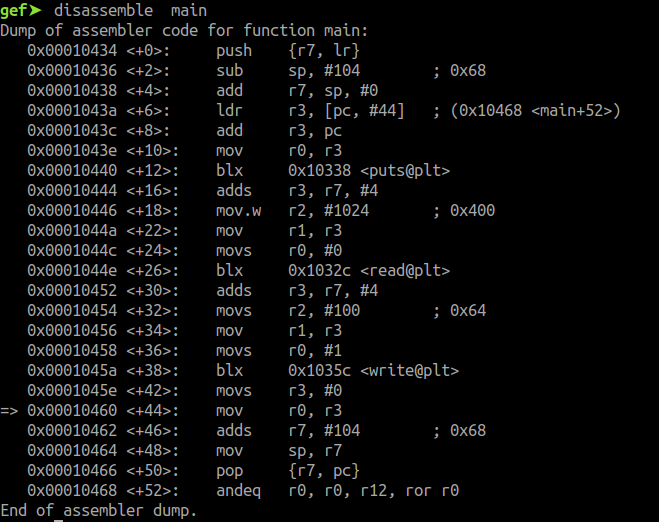 gef➤ disassemble main
Dump of assembler code for function main:
0x00010434 <+0>: push {r7, lr}
0x00010436 <+2>: sub sp, #104 ; 0x68
0x00010438 <+4>: add r7, sp, #0
0x0001043a <+6>: ldr r3, [pc, #44] ; (0x10468 <main+52>)
0x0001043c <+8>: add r3, pc
0x0001043e <+10>: mov r0, r3
0x00010440 <+12>: blx 0x10338 <puts@plt>
0x00010444 <+16>: adds r3, r7, #4
0x00010446 <+18>: mov.w r2, #1024 ; 0x400
0x0001044a <+22>: mov r1, r3
0x0001044c <+24>: movs r0, #0
0x0001044e <+26>: blx 0x1032c <read@plt>
0x00010452 <+30>: adds r3, r7, #4
0x00010454 <+32>: movs r2, #100 ; 0x64
0x00010456 <+34>: mov r1, r3
0x00010458 <+36>: movs r0, #1
0x0001045a <+38>: blx 0x1035c <write@plt>
0x0001045e <+42>: movs r3, #0
=> 0x00010460 <+44>: mov r0, r3
0x00010462 <+46>: adds r7, #104 ; 0x68
0x00010464 <+48>: mov sp, r7
0x00010466 <+50>: pop {r7, pc}
0x00010468 <+52>: andeq r0, r0, r12, ror r0
End of assembler dump.